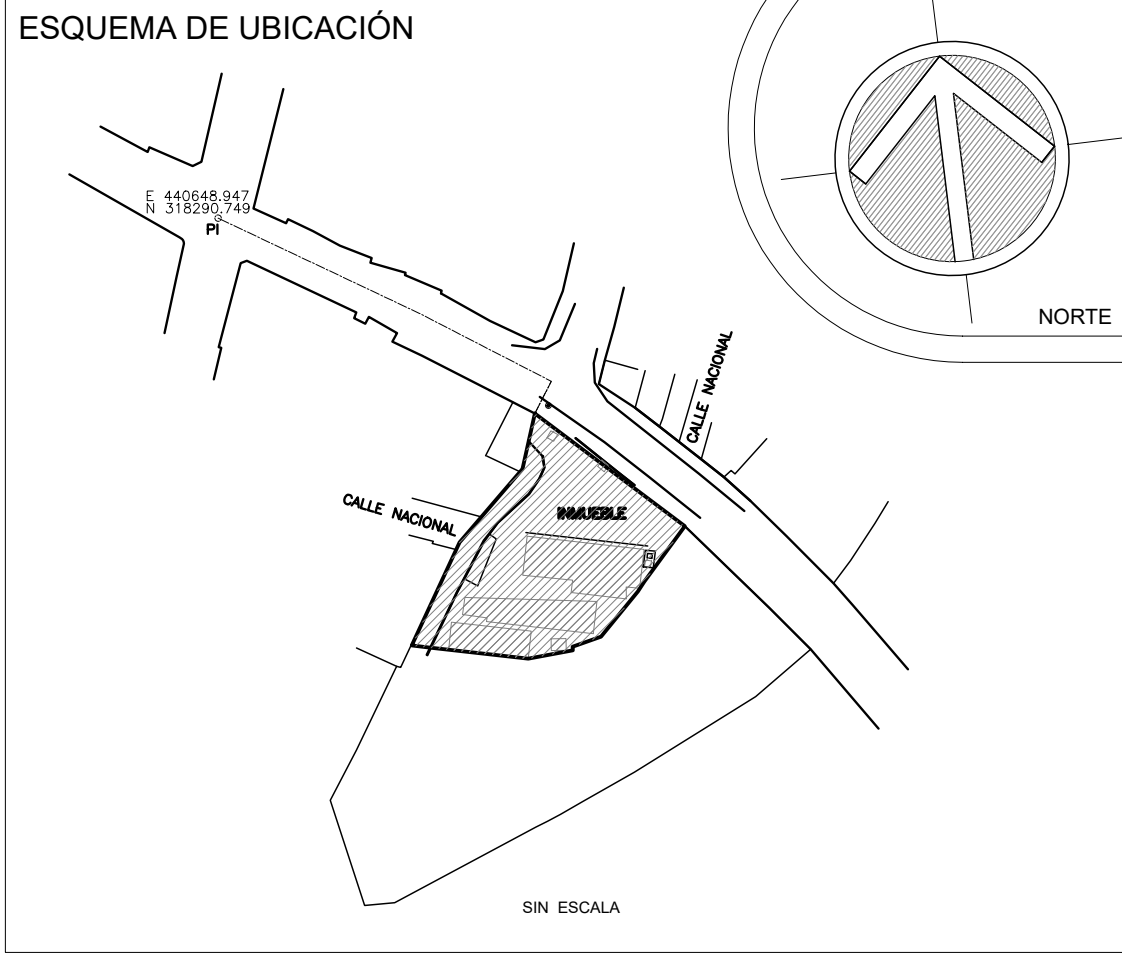 ESQUEMA DE UBICACIÓN
E 440648.947
N 318290.749
PI
NORTE
CALLE NACIONAL
CALLE NACIONAL
INMUEBLE
SIN ESCALA